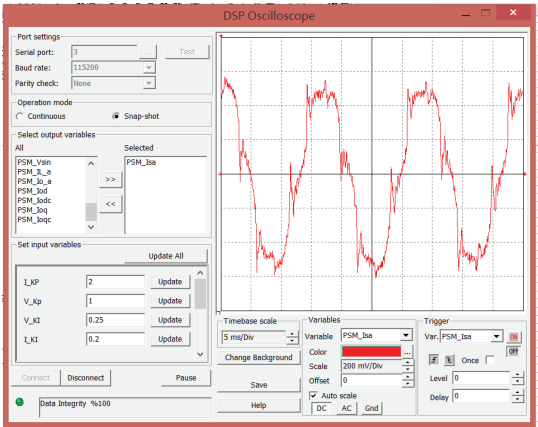 DSP Oscilloscope
Port settings
Serial port: 3 ... Test
Baud rate: 115200
Parity check: None
Operation mode
Continuous Snap-shot
Select output variables
All Selected
PSM_Vsin PSM_Isa
PSM_IL_a
PSM_Io_a >>
PSM_Iod
PSM_Iodc <<
PSM_Ioq
PSM_Ioqc
Set input variables
Update All
I_KP 2 Update
V_Kp 1 Update
V_KI 0.25 Update
I_KI 0.2 Update
Connect Disconnect Pause
Data Integrity %100
Timebase scale
5 ms/Div
Change Background
Save
Help
Variables
Variable PSM_Isa
Color ...
Scale 200 mV/Div
Offset 0
Auto scale
DC AC Gnd
Trigger
Var. PSM_Isa ON
OFF
Once
Level 0
Delay 0